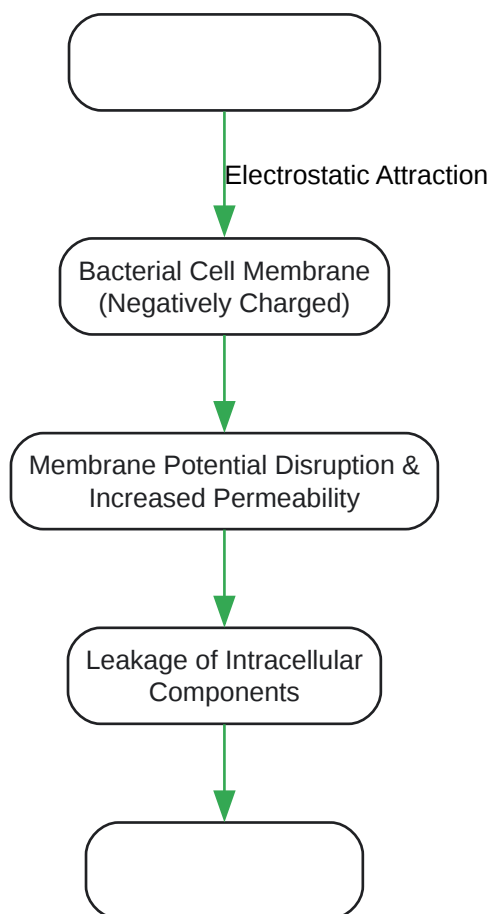 Electrostatic Attraction
Bacterial Cell Membrane
(Negatively Charged)
Membrane Potential Disruption &
Increased Permeability
Leakage of Intracellular
Components